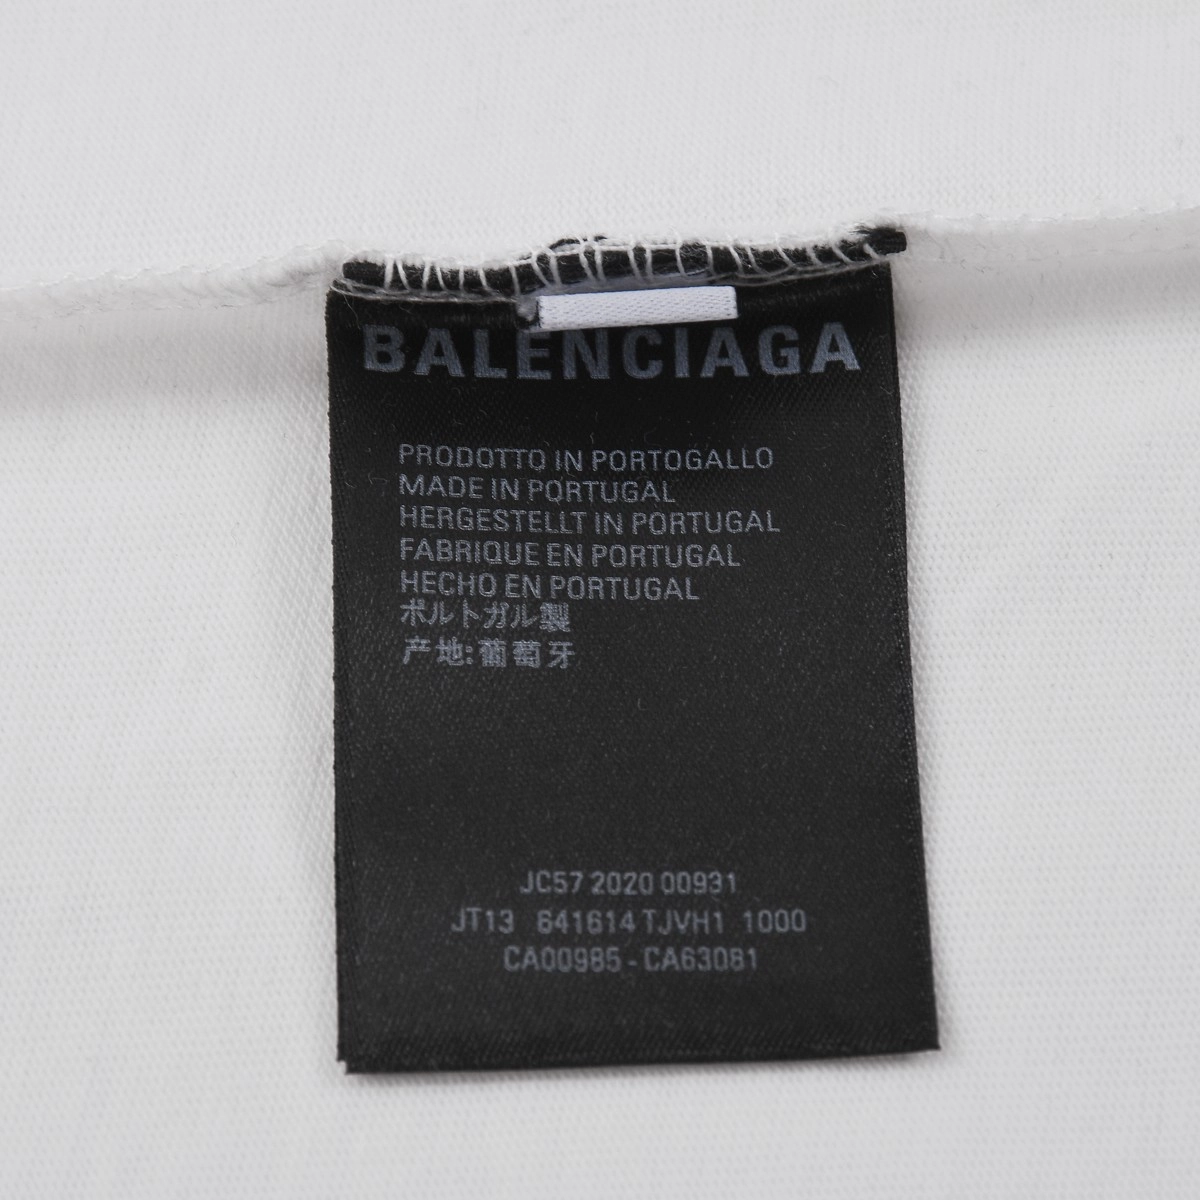 BALENCIAGA
PRODOTTO IN PORTOGALLO
MADE IN PORTUGAL
HERGESTELLT IN PORTUGAL
FABRIQUE EN PORTUGAL
HECHO EN PORTUGAL
ポルトガル製
产地:葡萄牙
JC57 2020 00931
JT13 641614 TJVH1 1000
CA00985 - CA63081